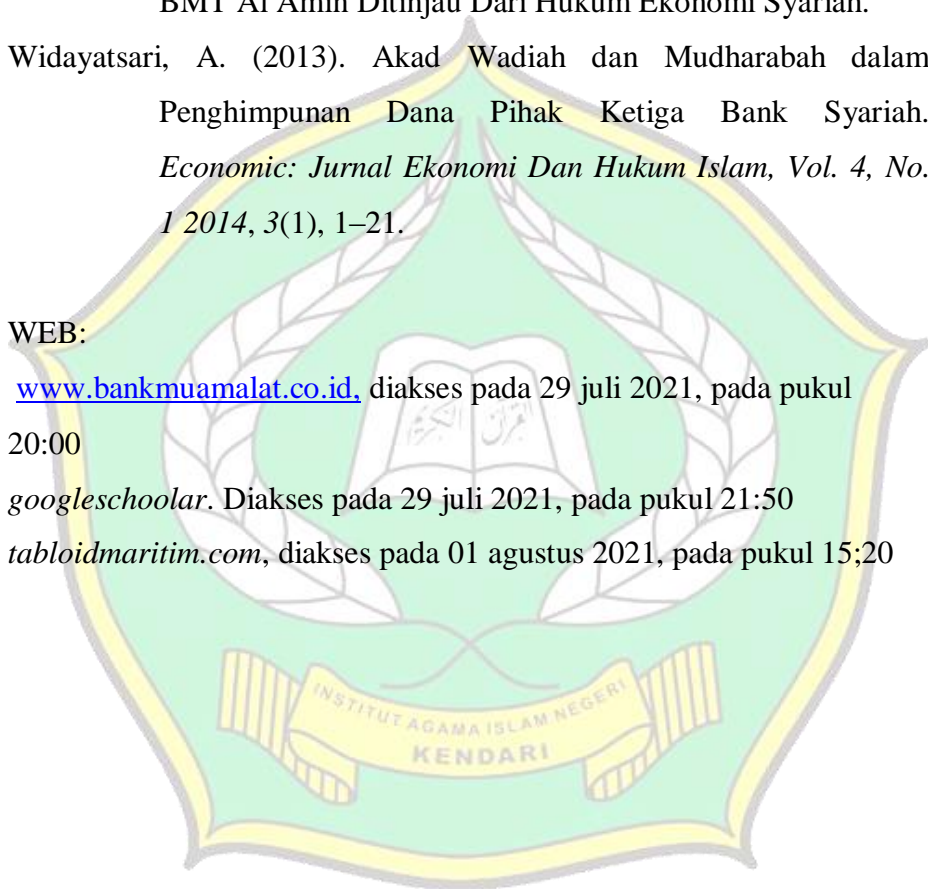 BMT Al Amin Ditinjau Dari Hukum Ekonomi Syariah.
Widayatsari, A. (2013). Akad Wadiah dan Mudharabah dalam
Penghimpunan Dana Pihak Ketiga Bank Syariah.
Economic: Jurnal Ekonomi Dan Hukum Islam, Vol. 4, No.
1 2014, 3(1), 1–21.
WEB:
www.bankmuamalat.co.id, diakses pada 29 juli 2021, pada pukul
20:00
googleschoolar. Diakses pada 29 juli 2021, pada pukul 21:50
tabloidmaritim.com, diakses pada 01 agustus 2021, pada pukul 15;20
INSTITUT AGAMA ISLAM NEGERI
KENDARI